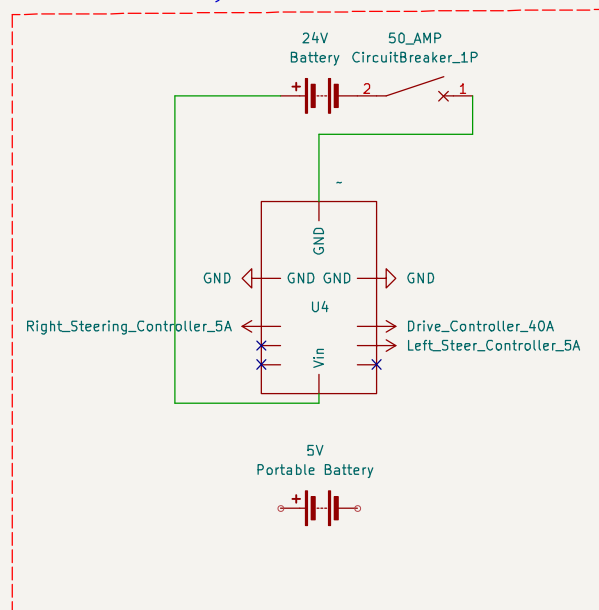 24V
Battery
50_AMP
CircuitBreaker_1P
+
2
1
~
GND
GND
GND GND
GND
U4
Right_Steering_Controller_5A
Drive_Controller_40A
Left_Steer_Controller_5A
Vin
5V
Portable Battery
+